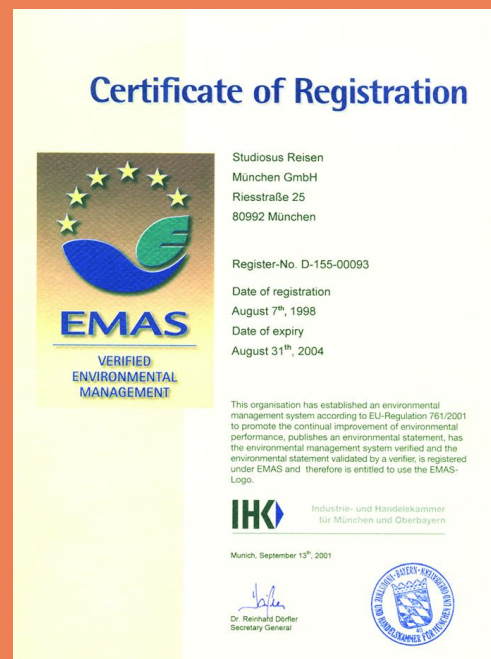 Certificate of Registration
EMAS
VERIFIED
ENVIRONMENTAL
MANAGEMENT
Studiosus Reisen
München GmbH
Riesstraße 25
80992 München
Register-No. D-155-00093
Date of registration
August 7th, 1998
Date of expiry
August 31th, 2004
This organisation has established an environmental
management system according to EU-Regulation 761/2001
to promote the continual improvement of environmental
performance, publishes an environmental statement, has
the environmental management system verified and the
environmental statement validated by a verifier, is registered
under EMAS and therefore is entitled to use the EMAS-
Logo.
IHK
Industrie- und Handelskammer
für München und Oberbayern
Munich, September 13th, 2001
Dr. Reinhard Dörfler
Secretary General